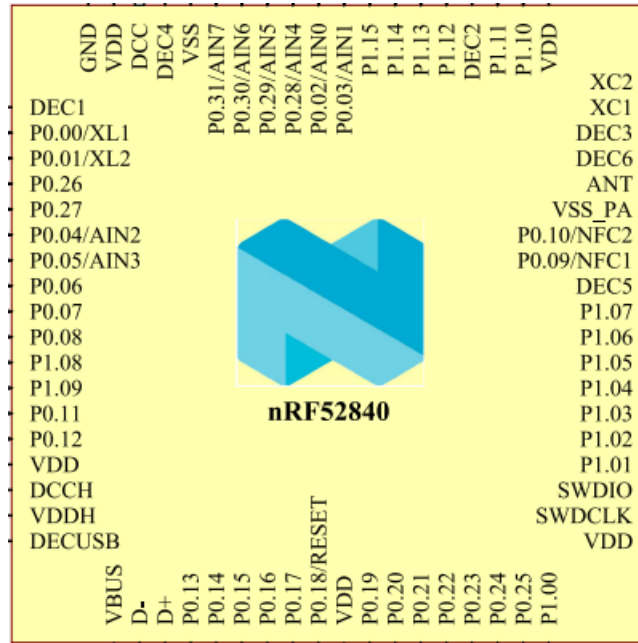 GND
VDD
DCC
DEC4
VSS
P0.31/AIN7
P0.30/AIN6
P0.29/AIN5
P0.28/AIN4
P0.02/AIN0
P0.03/AIN1
P1.15
P1.14
P1.13
P1.12
DEC2
P1.11
P1.10
VDD
DEC1
P0.00/XL1
P0.01/XL2
P0.26
P0.27
P0.04/AIN2
P0.05/AIN3
P0.06
P0.07
P0.08
P1.08
P1.09
P0.11
P0.12
VDD
DCCH
VDDH
DECUSB
nRF52840
XC2
XC1
DEC3
DEC6
ANT
VSS_PA
P0.10/NFC2
P0.09/NFC1
DEC5
P1.07
P1.06
P1.05
P1.04
P1.03
P1.02
P1.01
SWDIO
SWDCLK
VDD
VBUS
D-
D+
P0.13
P0.14
P0.15
P0.16
P0.17
P0.18/RESET
VDD
P0.19
P0.20
P0.21
P0.22
P0.23
P0.24
P0.25
P1.00